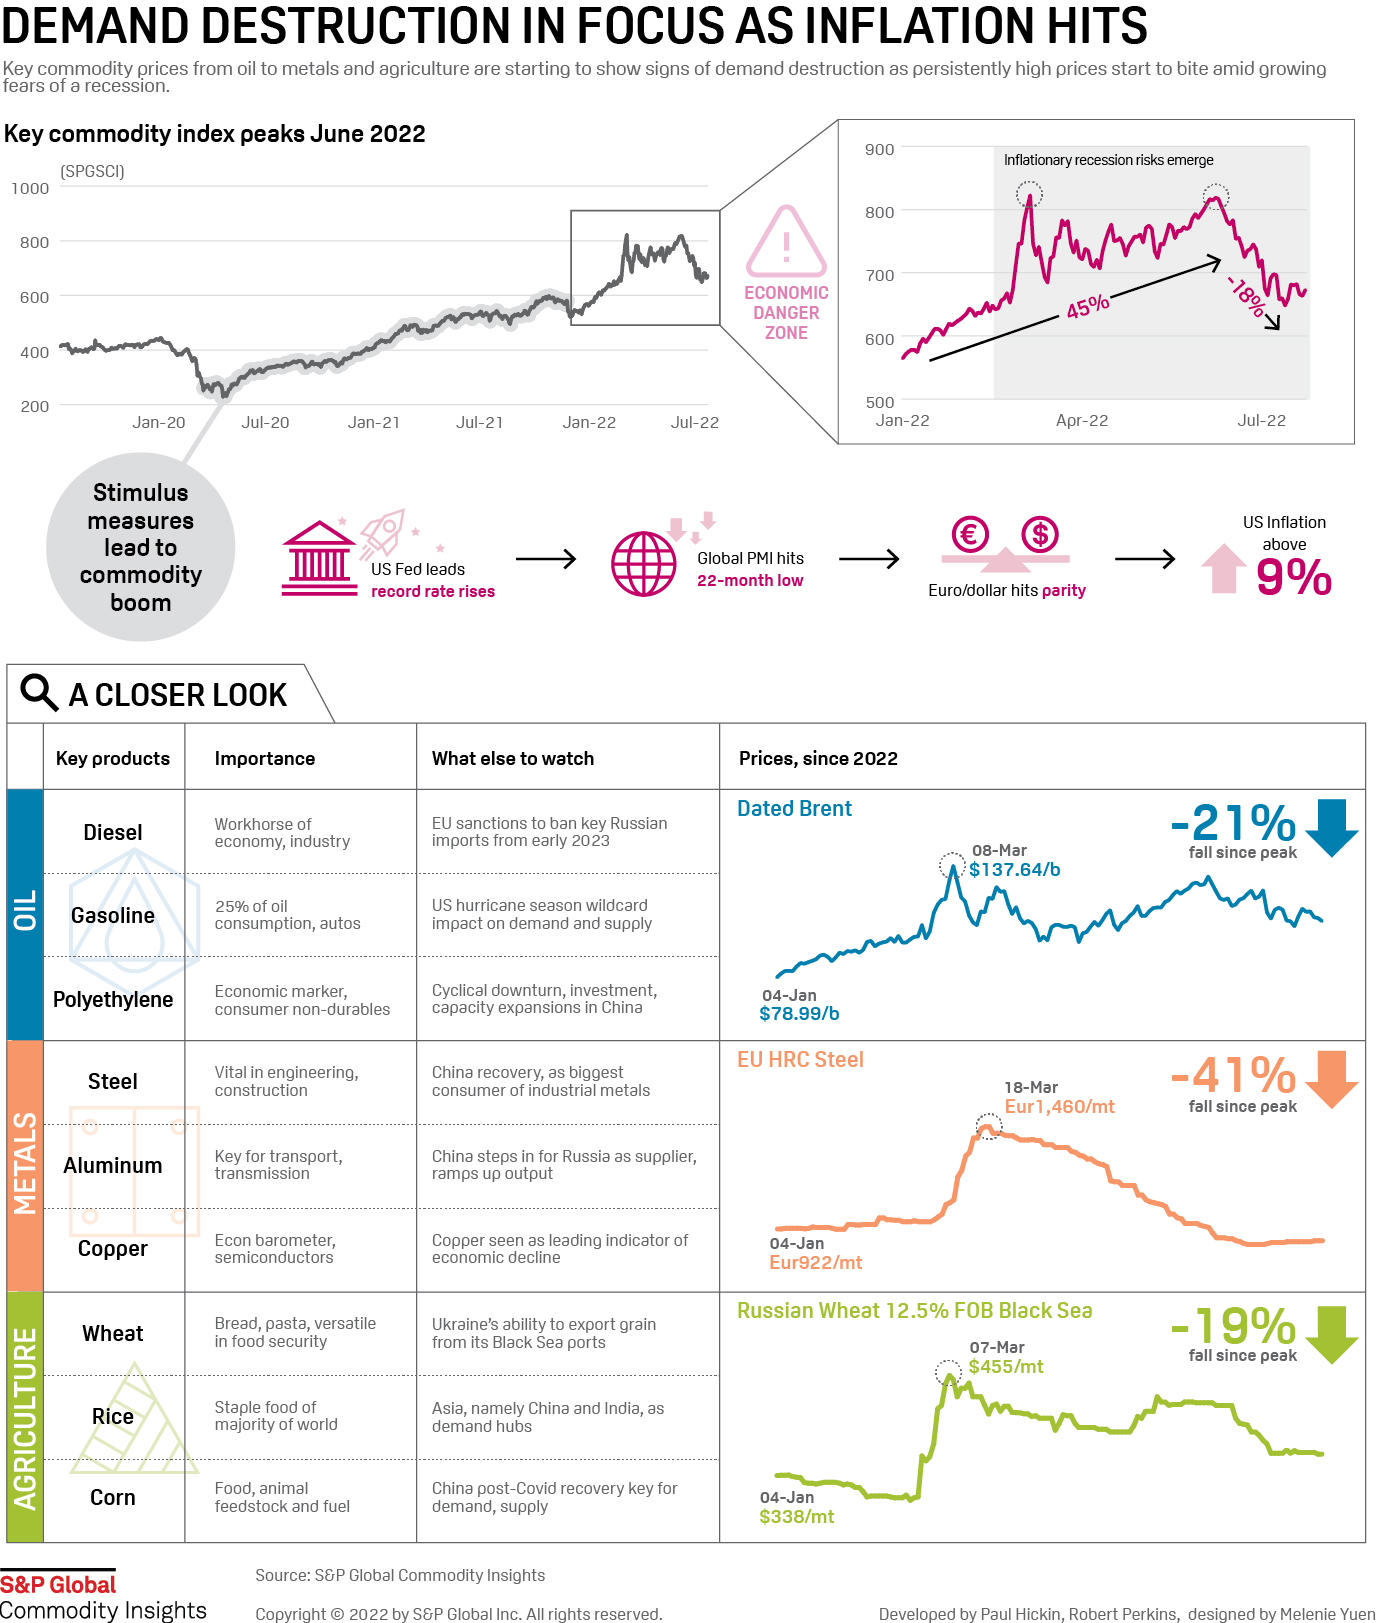 DEMAND DESTRUCTION IN FOCUS AS INFLATION HITS
Key commodity prices from oil to metals and agriculture are starting to show signs of demand destruction as persistently high prices start to bite amid growing
fears of a recession.
Key commodity index peaks June 2022
(SPGSCI)
1000
800
600
400
200
Jan-20
Jul-20
Jan-21
Jul-21
Jan-22
Jul-22
ECONOMIC
DANGER
ZONE
Inflationary recession risks emerge
900
800
700
600
500
45%
-18%
Jan-22
Apr-22
Jul-22
Stimulus
measures
lead to
commodity
boom
US Fed leads
record rate rises
Global PMI hits
22-month low
€
$
Euro/dollar hits parity
US Inflation
above
9%
A CLOSER LOOK
Key products
Importance
What else to watch
Prices, since 2022
OIL
Diesel
Workhorse of
economy, industry
EU sanctions to ban key Russian
imports from early 2023
Gasoline
25% of oil
consumption, autos
US hurricane season wildcard
impact on demand and supply
Polyethylene
Economic marker,
consumer non-durables
Cyclical downturn, investment,
capacity expansions in China
Dated Brent
-21%
fall since peak
08-Mar
$137.64/b
04-Jan
$78.99/b
METALS
Steel
Vital in engineering,
construction
China recovery, as biggest
consumer of industrial metals
Aluminum
Key for transport,
transmission
China steps in for Russia as supplier,
ramps up output
Copper
Econ barometer,
semiconductors
Copper seen as leading indicator of
economic decline
EU HRC Steel
-41%
fall since peak
18-Mar
Eur1,460/mt
04-Jan
Eur922/mt
AGRICULTURE
Wheat
Bread, pasta, versatile
in food security
Ukraine's ability to export grain
from its Black Sea ports
Rice
Staple food of
majority of world
Asia, namely China and India, as
demand hubs
Corn
Food, animal
feedstock and fuel
China post-Covid recovery key for
demand, supply
Russian Wheat 12.5% FOB Black Sea
-19%
fall since peak
07-Mar
$455/mt
04-Jan
$338/mt
S&P Global
Commodity Insights
Source: S&P Global Commodity Insights
Copyright © 2022 by S&P Global Inc. All rights reserved.
Developed by Paul Hickin, Robert Perkins, designed by Melenie Yuen